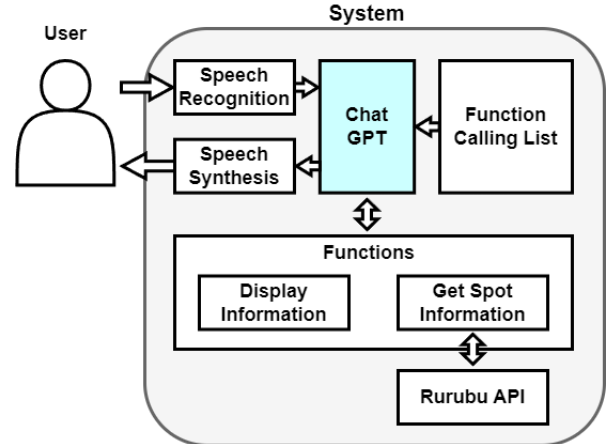 System
User
Speech
Recognition
Chat
GPT
Function
Calling List
Speech
Synthesis
Functions
Display
Information
Get Spot
Information
Rurubu API